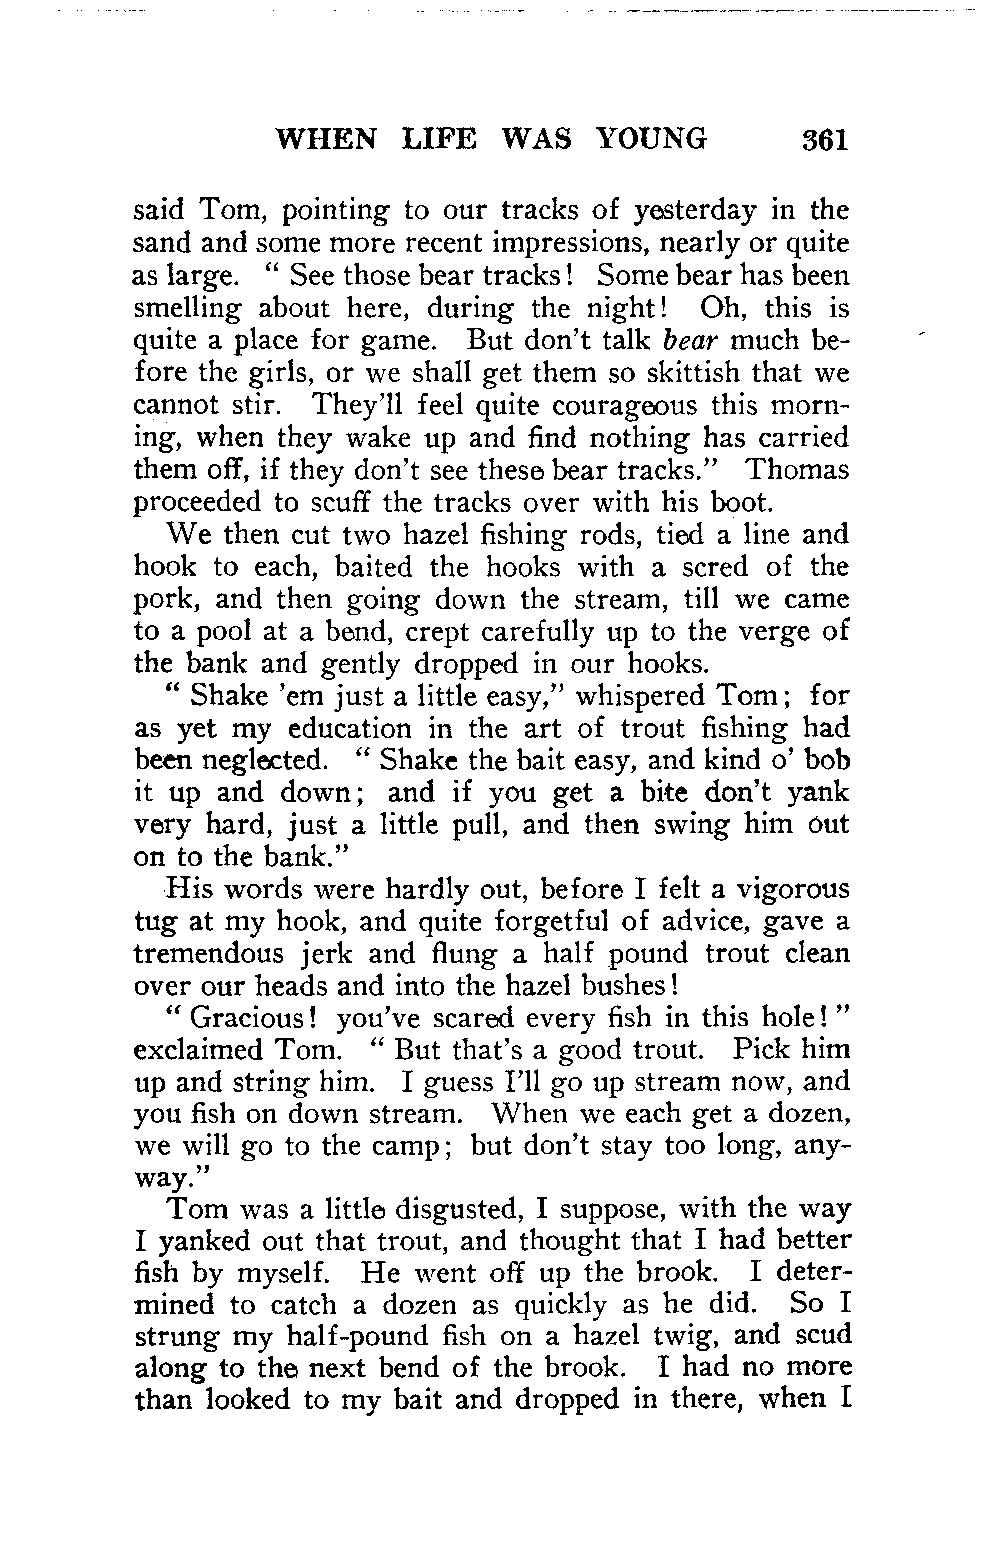 WHEN LIFE WAS YOUNG 361
said Tom, pointing to our tracks of yesterday in the
sand and some more recent impressions, nearly or quite
as large. “ See those bear tracks! Some bear has been
smelling about here, during the night! Oh, this is
quite a place for game. But don't talk bear much be-
fore the girls, or we shall get them so skittish that we
cannot stir. They'll feel quite courageous this morn-
ing, when they wake up and find nothing has carried
them off, if they don't see these bear tracks.” Thomas
proceeded to scuff the tracks over with his boot.
We then cut two hazel fishing rods, tied a line and
hook to each, baited the hooks with a scred of the
pork, and then going down the stream, till we came
to a pool at a bend, crept carefully up to the verge of
the bank and gently dropped in our hooks.
“ Shake 'em just a little easy,” whispered Tom; for
as yet my education in the art of trout fishing had
been neglected. “ Shake the bait easy, and kind o' bob
it up and down; and if you get a bite don't yank
very hard, just a little pull, and then swing him out
on to the bank.”
His words were hardly out, before I felt a vigorous
tug at my hook, and quite forgetful of advice, gave a
tremendous jerk and flung a half pound trout clean
over our heads and into the hazel bushes!
“ Gracious! you've scared every fish in this hole! ”
exclaimed Tom. “ But that's a good trout. Pick him
up and string him. I guess I'll go up stream now, and
you fish on down stream. When we each get a dozen,
we will go to the camp; but don't stay too long, any-
way.”
Tom was a little disgusted, I suppose, with the way
I yanked out that trout, and thought that I had better
fish by myself. He went off up the brook. I deter-
mined to catch a dozen as quickly as he did. So I
strung my half-pound fish on a hazel twig, and scud
along to the next bend of the brook. I had no more
than looked to my bait and dropped in there, when I